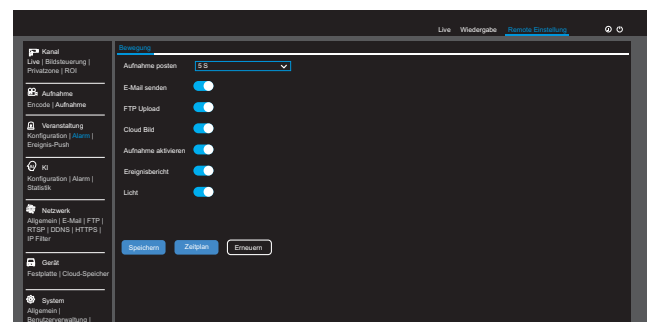 Live Wiedergabe Remote Einstellung
Kanal
Live | Bildsteuerung |
Privatzone | ROI
Aufnahme
Encode | Aufnahme
Veranstaltung
Konfiguration | Alarm |
Ereignis-Push
KI
Konfiguration | Alarm |
Statistik
Netzwerk
Allgemein | E-Mail | FTP |
RTSP | DDNS | HTTPS |
IP Filter
Gerät
Festplatte | Cloud-Speicher
System
Allgemein |
Benutzerverwaltung |
Bewegung
Aufnahme posten 5 S
E-Mail senden
FTP Upload
Cloud Bild
Aufnahme aktivieren
Ereignisbericht
Licht
Speichern Zeitplan Erneuern